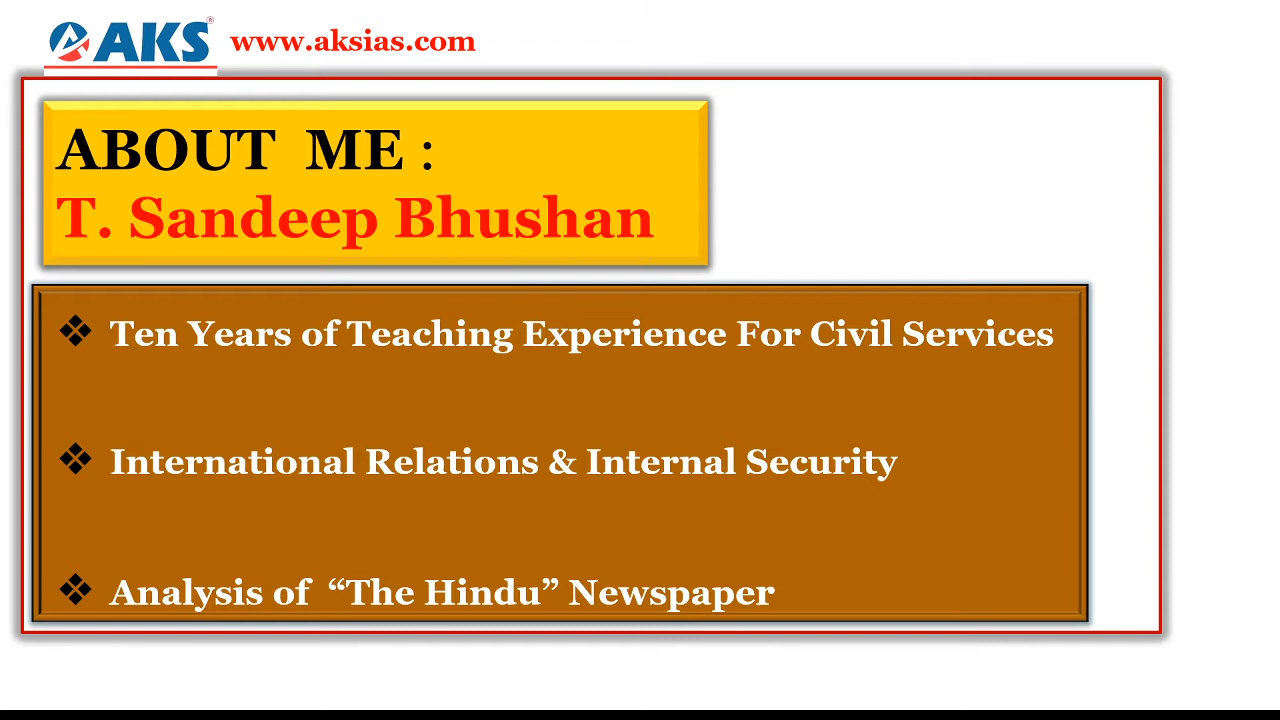 AKS® www.aksias.com
ABOUT ME :
T. Sandeep Bhushan
❖ Ten Years of Teaching Experience For Civil Services
❖ International Relations & Internal Security
❖ Analysis of “The Hindu” Newspaper